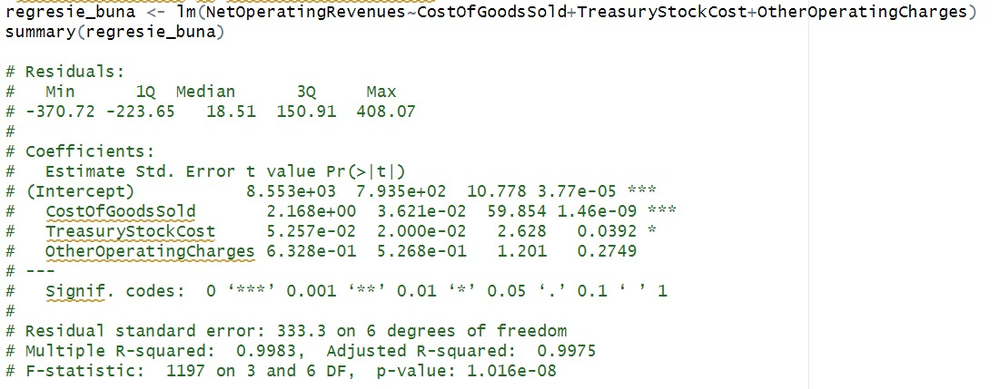 regresie_buna <- lm(NetOperatingRevenues~CostOfGoodsSold+TreasuryStockCost+OtherOperatingCharges)
summary(regresie_buna)
# Residuals:
#    Min      1Q  Median      3Q     Max
# -370.72 -223.65   18.51  150.91  408.07
#
# Coefficients:
#   Estimate Std. Error t value Pr(>|t|)
# (Intercept)           8.553e+03  7.935e+02  10.778 3.77e-05 ***
#   CostOfGoodsSold       2.168e+00  3.621e-02  59.854 1.46e-09 ***
#   TreasuryStockCost     5.257e-02  2.000e-02   2.628   0.0392 *
#   OtherOperatingCharges 6.328e-01  5.268e-01   1.201   0.2749
# ---
#   Signif. codes:  0 ‘***’ 0.001 ‘**’ 0.01 ‘*’ 0.05 ‘.’ 0.1 ‘ ’ 1
#
# Residual standard error: 333.3 on 6 degrees of freedom
# Multiple R-squared:  0.9983,	Adjusted R-squared:  0.9975
# F-statistic:  1197 on 3 and 6 DF,  p-value: 1.016e-08